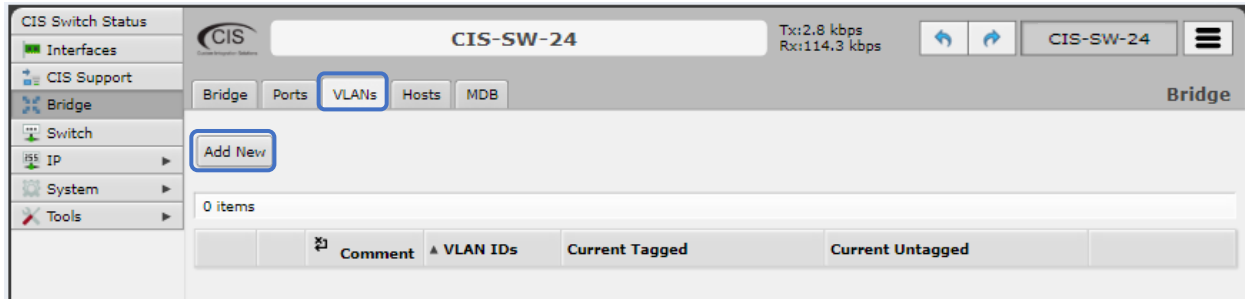 CIS Switch Status
Interfaces
CIS Support
Bridge
Switch
IP
System
Tools
CIS
CIS-SW-24
Tx:2.8 kbps
Rx:114.3 kbps
CIS-SW-24
Bridge Ports VLANs Hosts MDB
Bridge
Add New
0 items
Comment ▲ VLAN IDs Current Tagged Current Untagged